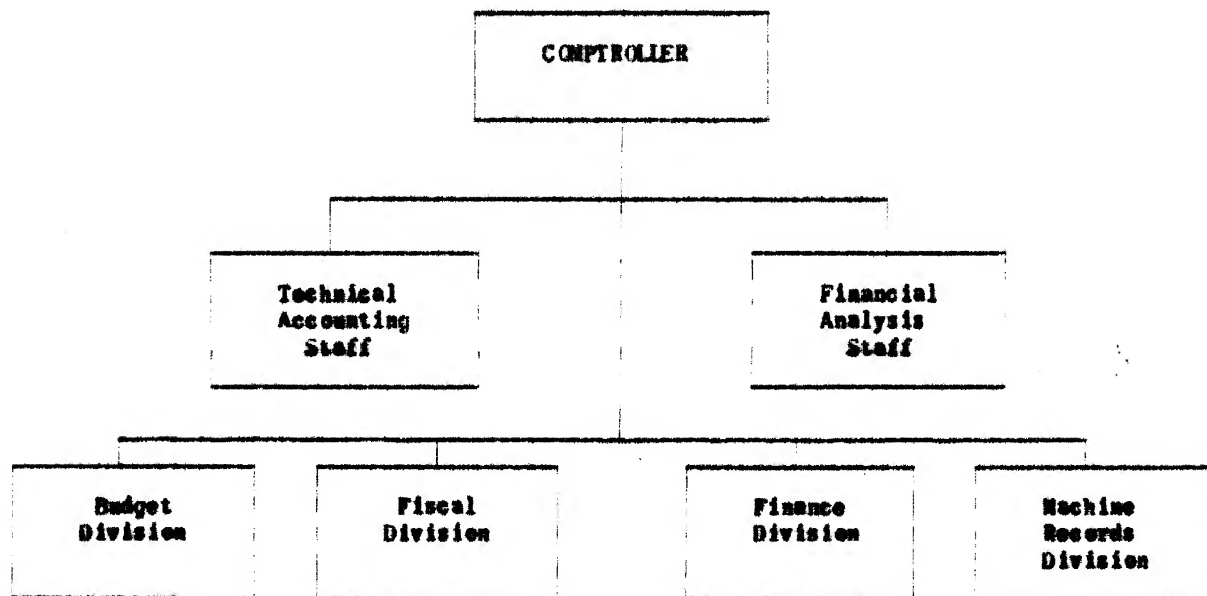 COMPTROLLER
Technical
Accounting
Staff
Financial
Analysis
Staff
Budget
Division
Fiscal
Division
Finance
Division
Machine
Records
Division